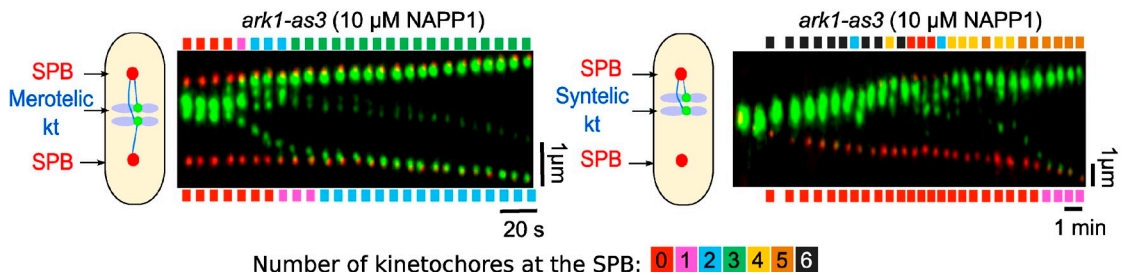 ark1-as3 (10 µM NAPP1)
SPB
Merotelic
kt
SPB
1µm
20 s
ark1-as3 (10 µM NAPP1)
SPB
Syntelic
kt
SPB
1µm
1 min
Number of kinetochores at the SPB: 0 1 2 3 4 5 6